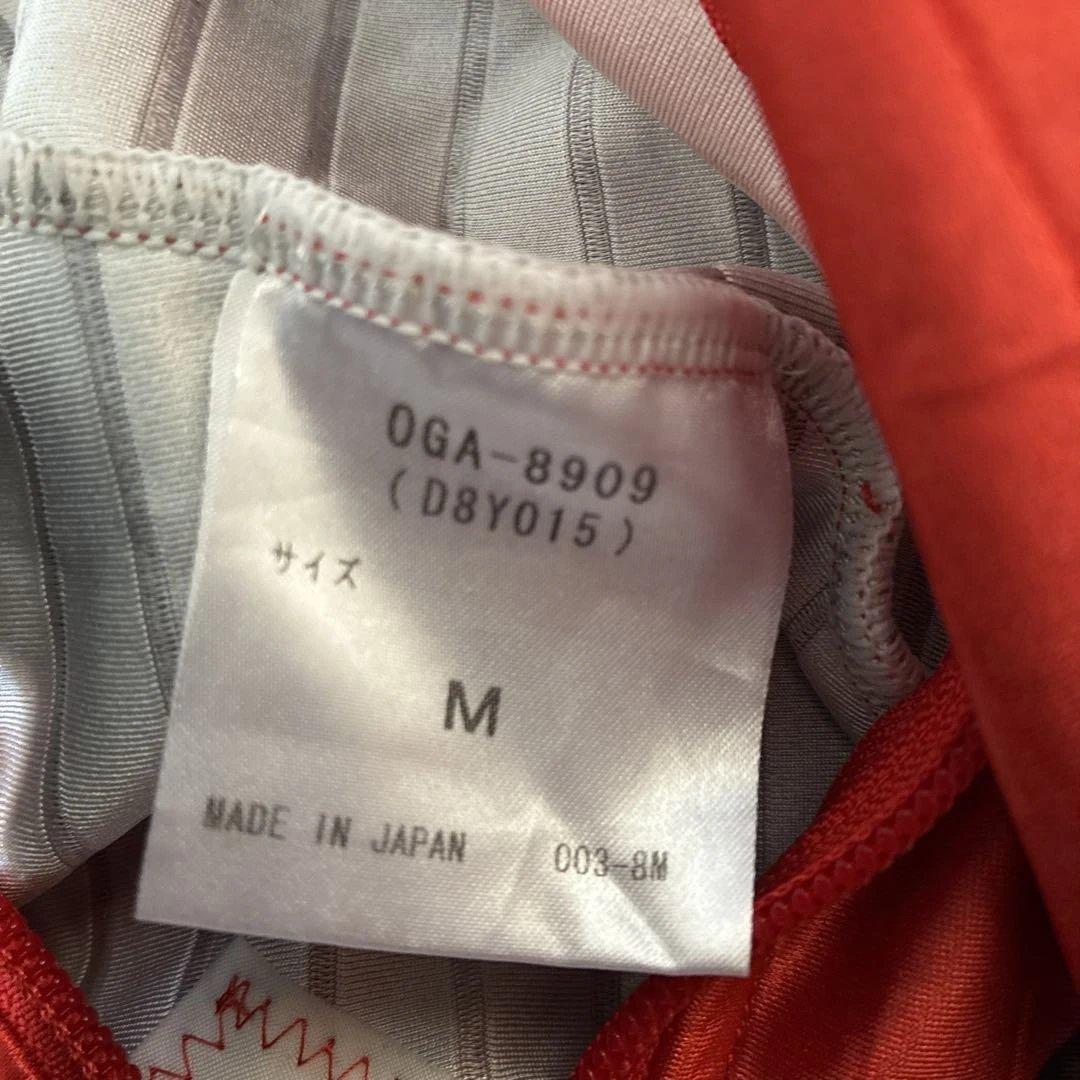 OGA-8909
(D8Y015)
サイズ
M
MADE IN JAPAN 003-8M